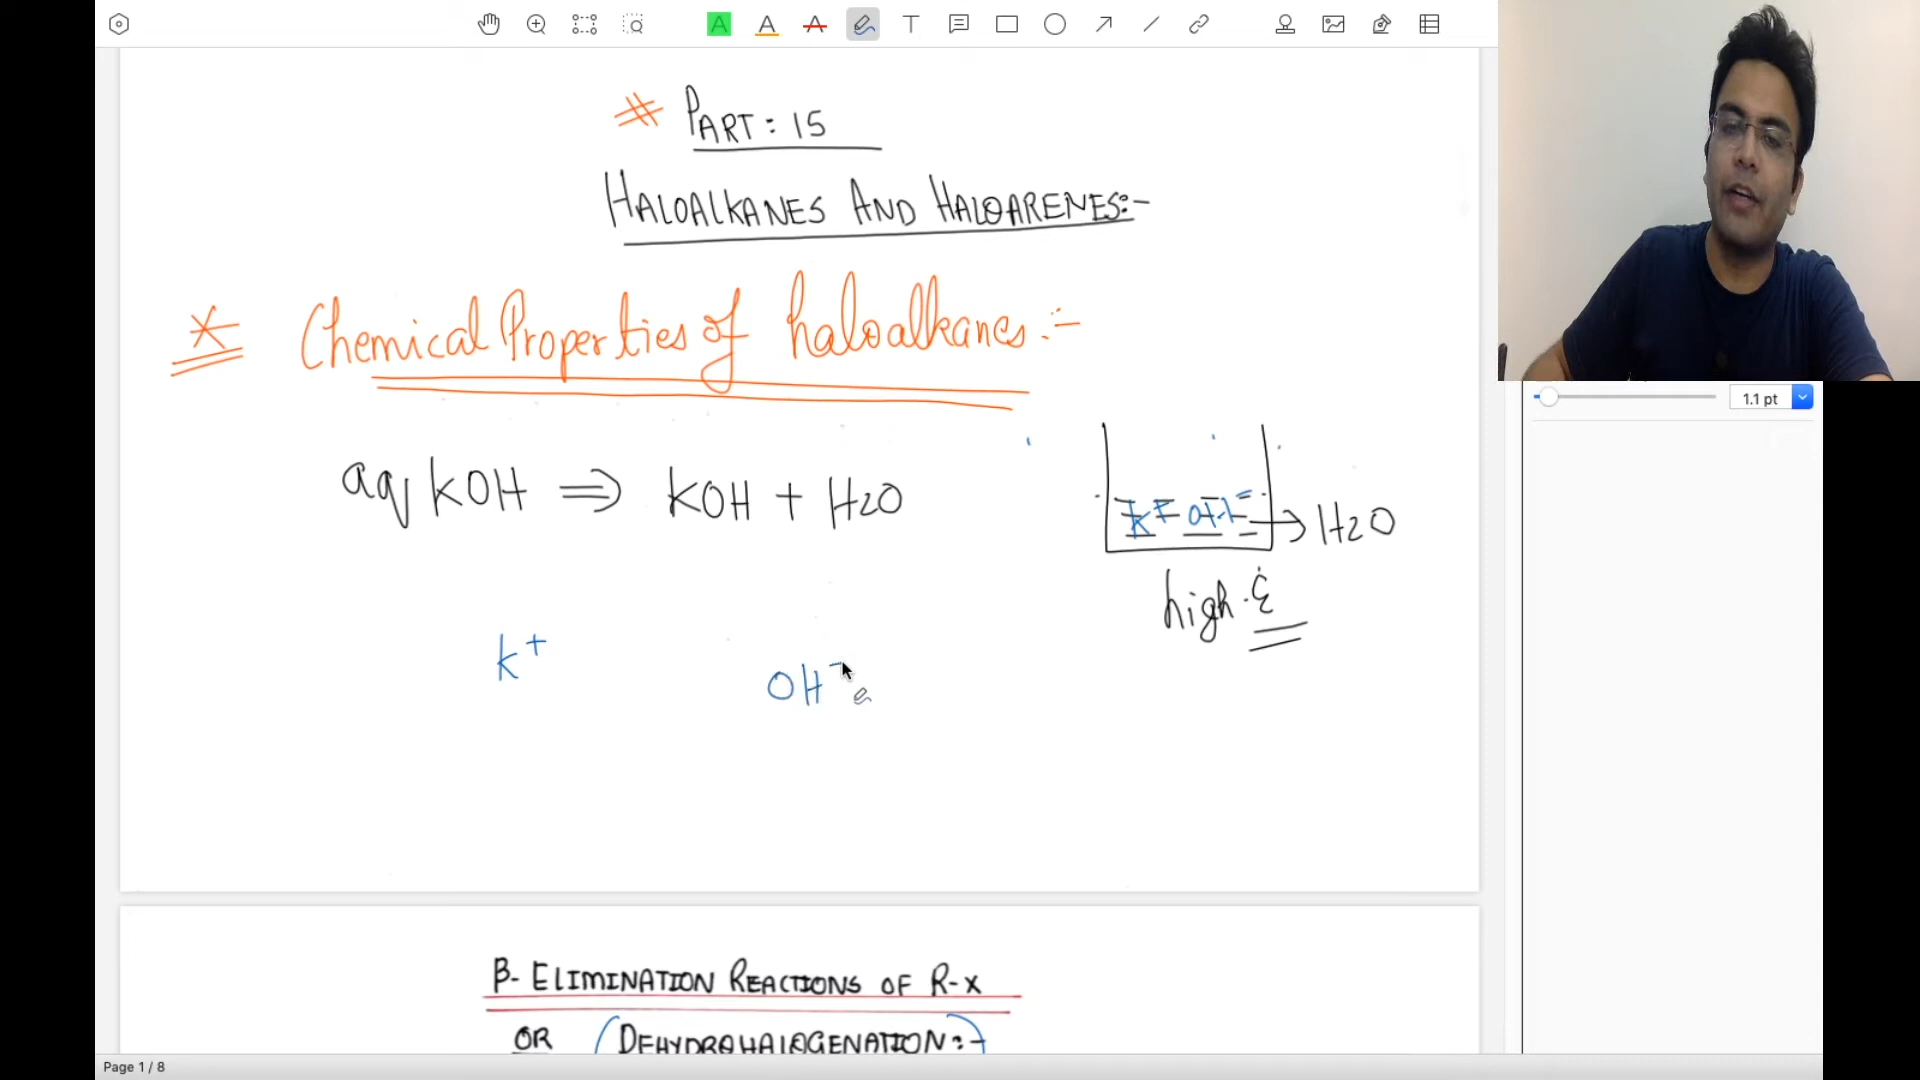 PART: 15
HALOALKANES AND HALOARENES:-
Chemical Properties of haloalkanes :-
aq KOH ⇒ KOH + H2O
K+ OH- → H2O
high ε
K+
OH-
1.1 pt
β- ELIMINATION REACTIONS OF R-X
OR (DEHYDROHALOGENATION:-)
Page 1 / 8